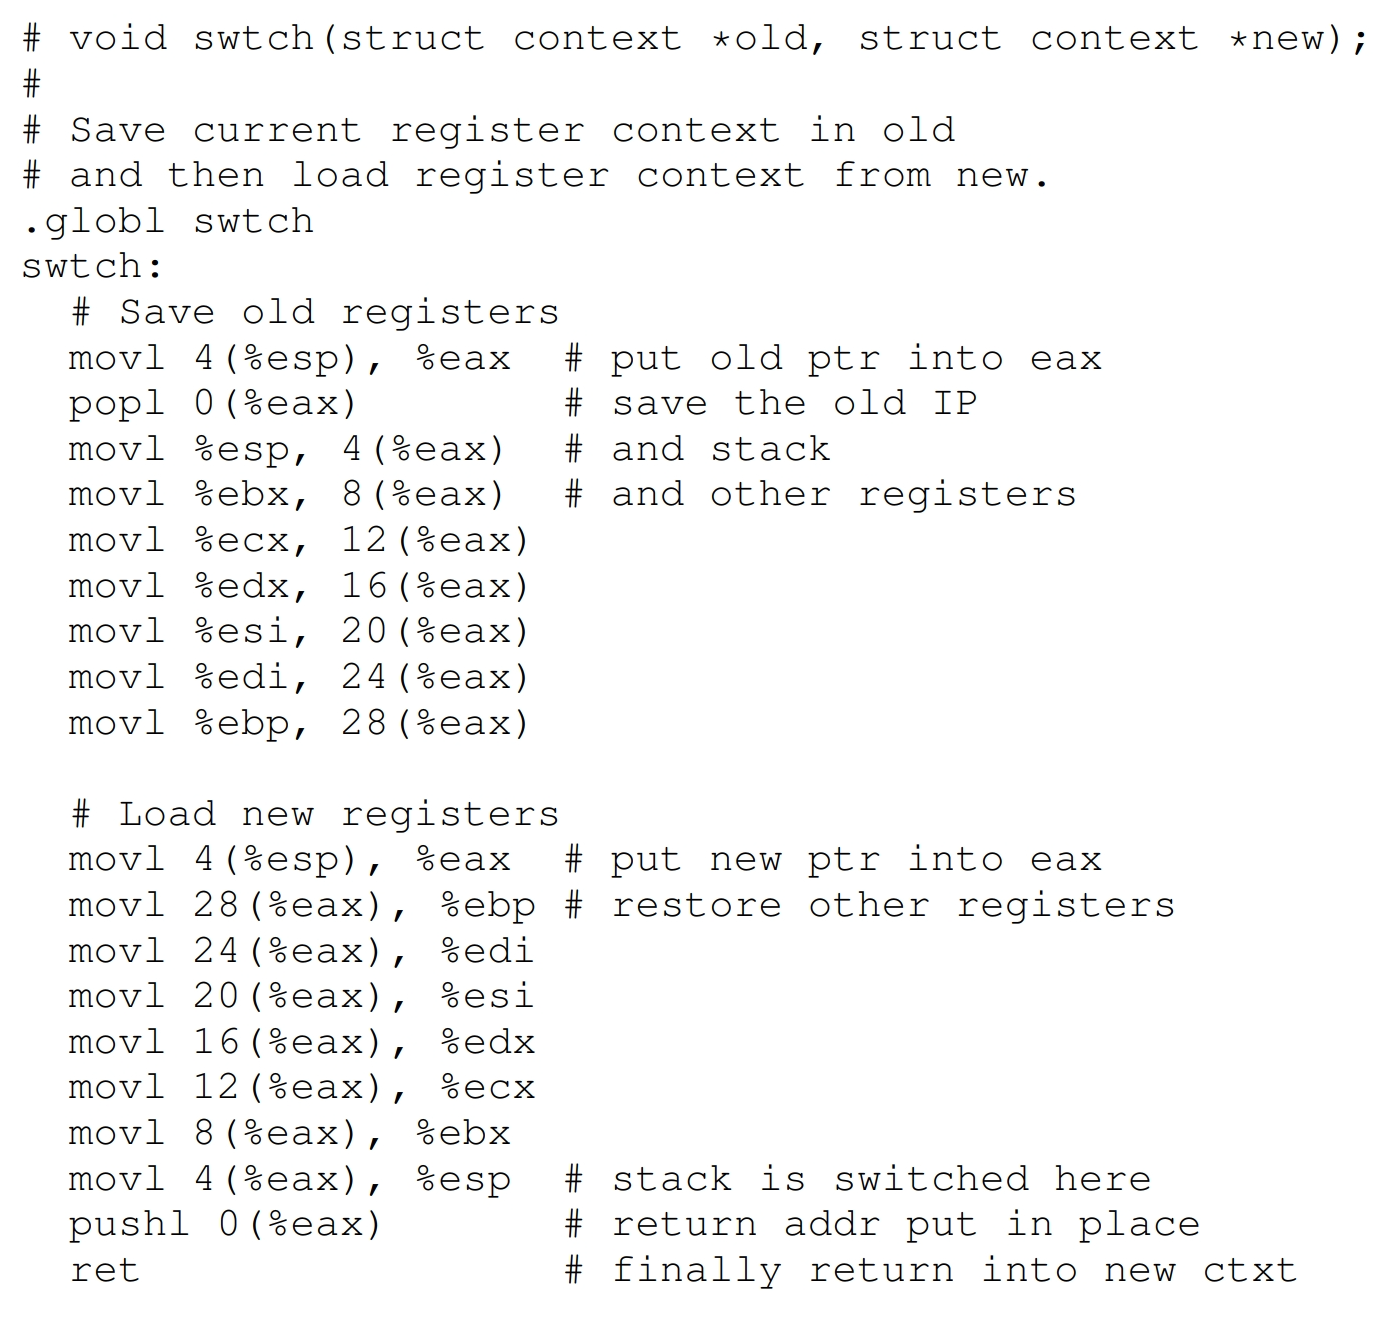 # void swtch(struct context *old, struct context *new);
#
# Save current register context in old
# and then load register context from new.
.globl swtch
swtch:
  # Save old registers
  movl 4(%esp), %eax  # put old ptr into eax
  popl 0(%eax)        # save the old IP
  movl %esp, 4(%eax)  # and stack
  movl %ebx, 8(%eax)  # and other registers
  movl %ecx, 12(%eax)
  movl %edx, 16(%eax)
  movl %esi, 20(%eax)
  movl %edi, 24(%eax)
  movl %ebp, 28(%eax)

  # Load new registers
  movl 4(%esp), %eax  # put new ptr into eax
  movl 28(%eax), %ebp # restore other registers
  movl 24(%eax), %edi
  movl 20(%eax), %esi
  movl 16(%eax), %edx
  movl 12(%eax), %ecx
  movl 8(%eax), %ebx
  movl 4(%eax), %esp  # stack is switched here
  pushl 0(%eax)       # return addr put in place
  ret                 # finally return into new ctxt